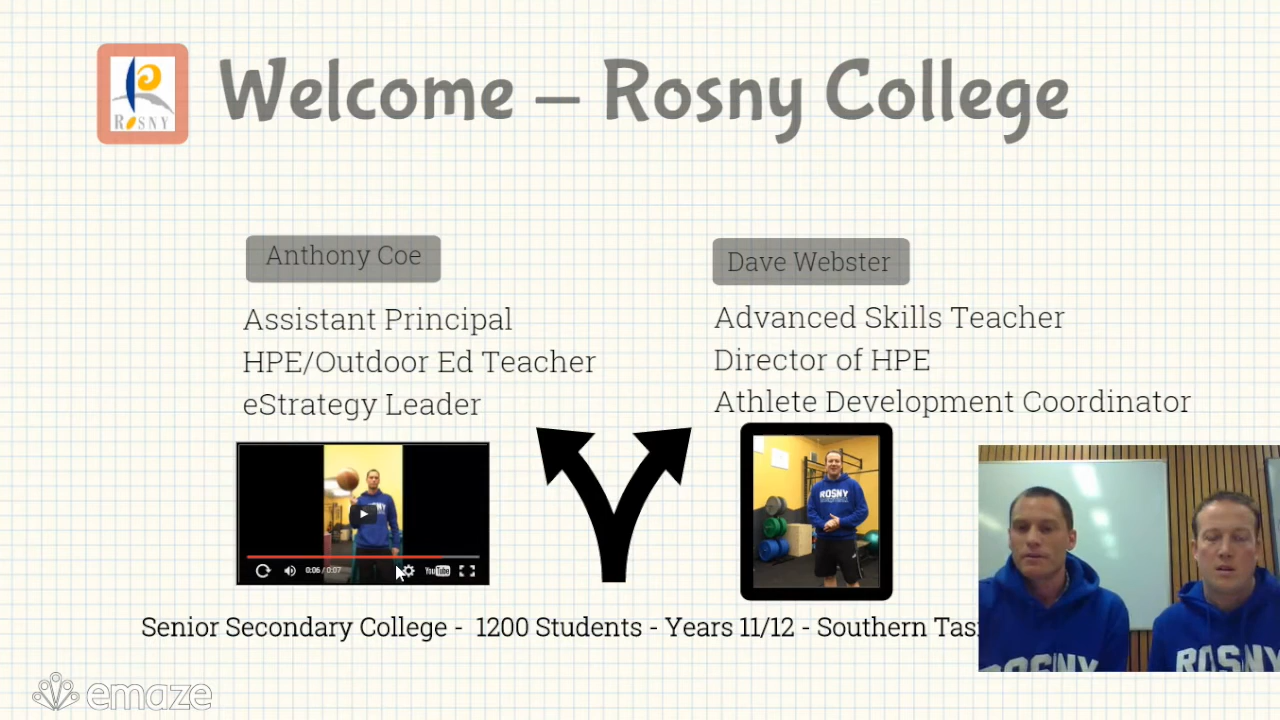 ROSNY
Welcome – Rosny College
Anthony Coe
Assistant Principal
HPE/Outdoor Ed Teacher
eStrategy Leader
Dave Webster
Advanced Skills Teacher
Director of HPE
Athlete Development Coordinator
ROSNY
0:06 / 0:07
YouTube
ROSNY
Senior Secondary College - 1200 Students - Years 11/12 - Southern Tas
ROSNY
ROSNY
emaze